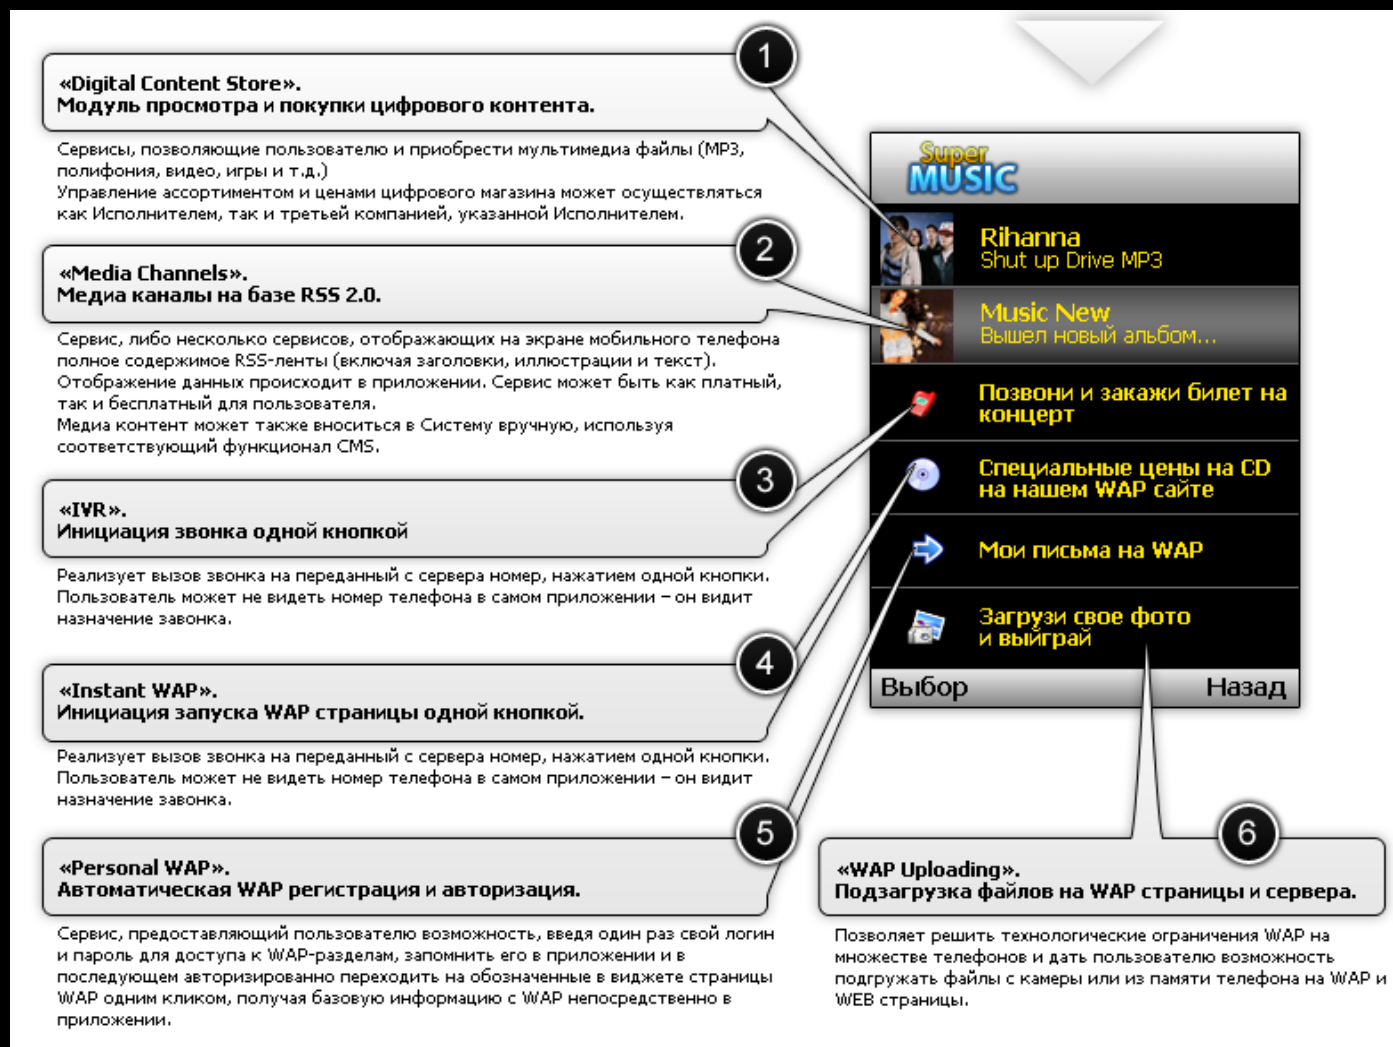 1
«Digital Content Store».
Модуль просмотра и покупки цифрового контента.
Сервисы, позволяющие пользователю и приобрести мультимедиа файлы (MP3,
полифония, видео, игры и т.д.)
Управление ассортиментом и ценами цифрового магазина может осуществляться
как Исполнителем, так и третьей компанией, указанной Исполнителем.
2
«Media Channels».
Медиа каналы на базе RSS 2.0.
Сервис, либо несколько сервисов, отображающих на экране мобильного телефона
полное содержимое RSS-ленты (включая заголовки, иллюстрации и текст).
Отображение данных происходит в приложении. Сервис может быть как платный,
так и бесплатный для пользователя.
Медиа контент может также вноситься в Систему вручную, используя
соответствующий функционал CMS.
3
«IVR».
Инициация звонка одной кнопкой
Реализует вызов звонка на переданный с сервера номер, нажатием одной кнопки.
Пользователь может не видеть номер телефона в самом приложении – он видит
назначение завонка.
4
«Instant WAP».
Инициация запуска WAP страницы одной кнопкой.
Реализует вызов звонка на переданный с сервера номер, нажатием одной кнопки.
Пользователь может не видеть номер телефона в самом приложении – он видит
назначение завонка.
5
«Personal WAP».
Автоматическая WAP регистрация и авторизация.
Сервис, предоставляющий пользователю возможность, введя один раз свой логин
и пароль для доступа к WAP-разделам, запомнить его в приложении и в
последующем авторизированно переходить на обозначенные в виджете страницы
WAP одним кликом, получая базовую информацию с WAP непосредственно в
приложении.
Super
MUSIC
Rihanna
Shut up Drive MP3
Music New
Вышел новый альбом...
Позвони и закажи билет на
концерт
Специальные цены на CD
на нашем WAP сайте
Мои письма на WAP
Загрузи свое фото
и выйграй
Выбор Назад
6
«WAP Uploading».
Подзагрузка файлов на WAP страницы и сервера.
Позволяет решить технологические ограничения WAP на
множестве телефонов и дать пользователю возможность
подгружать файлы с камеры или из памяти телефона на WAP и
WEB страницы.